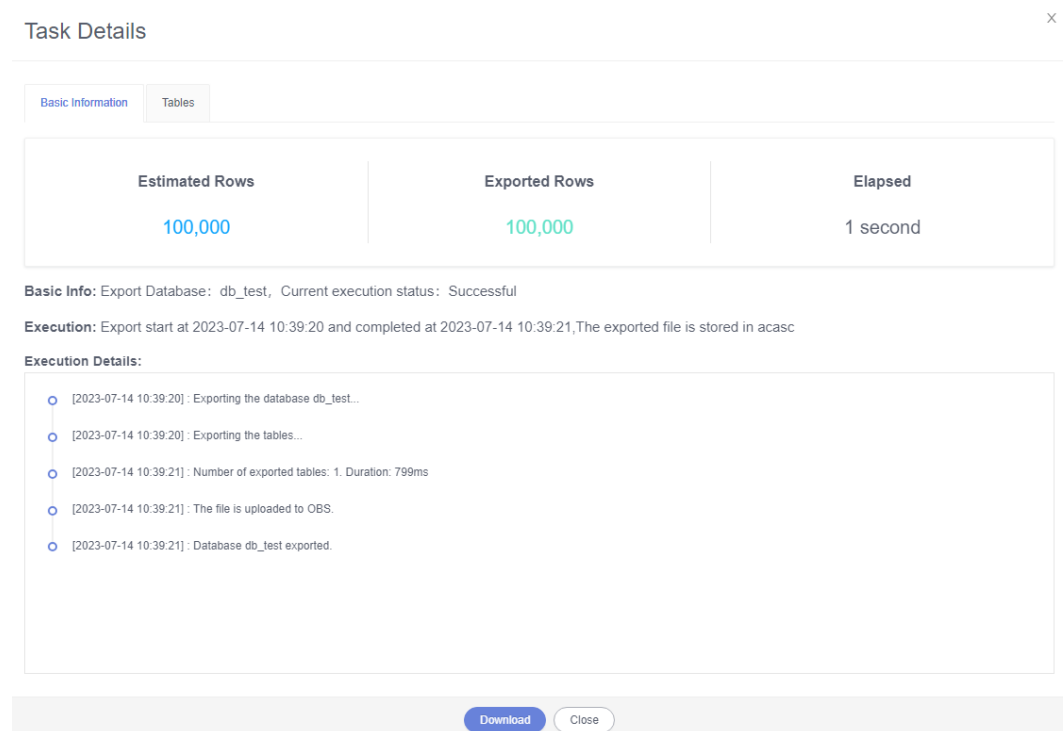 Task Details
X
Basic Information
Tables
Estimated Rows
Exported Rows
Elapsed
100,000
100,000
1 second
Basic Info: Export Database：db_test，Current execution status：Successful
Execution: Export start at 2023-07-14 10:39:20 and completed at 2023-07-14 10:39:21,The exported file is stored in acasc
Execution Details:
[2023-07-14 10:39:20] : Exporting the database db_test...
[2023-07-14 10:39:20] : Exporting the tables...
[2023-07-14 10:39:21] : Number of exported tables: 1. Duration: 799ms
[2023-07-14 10:39:21] : The file is uploaded to OBS.
[2023-07-14 10:39:21] : Database db_test exported.
Download
Close